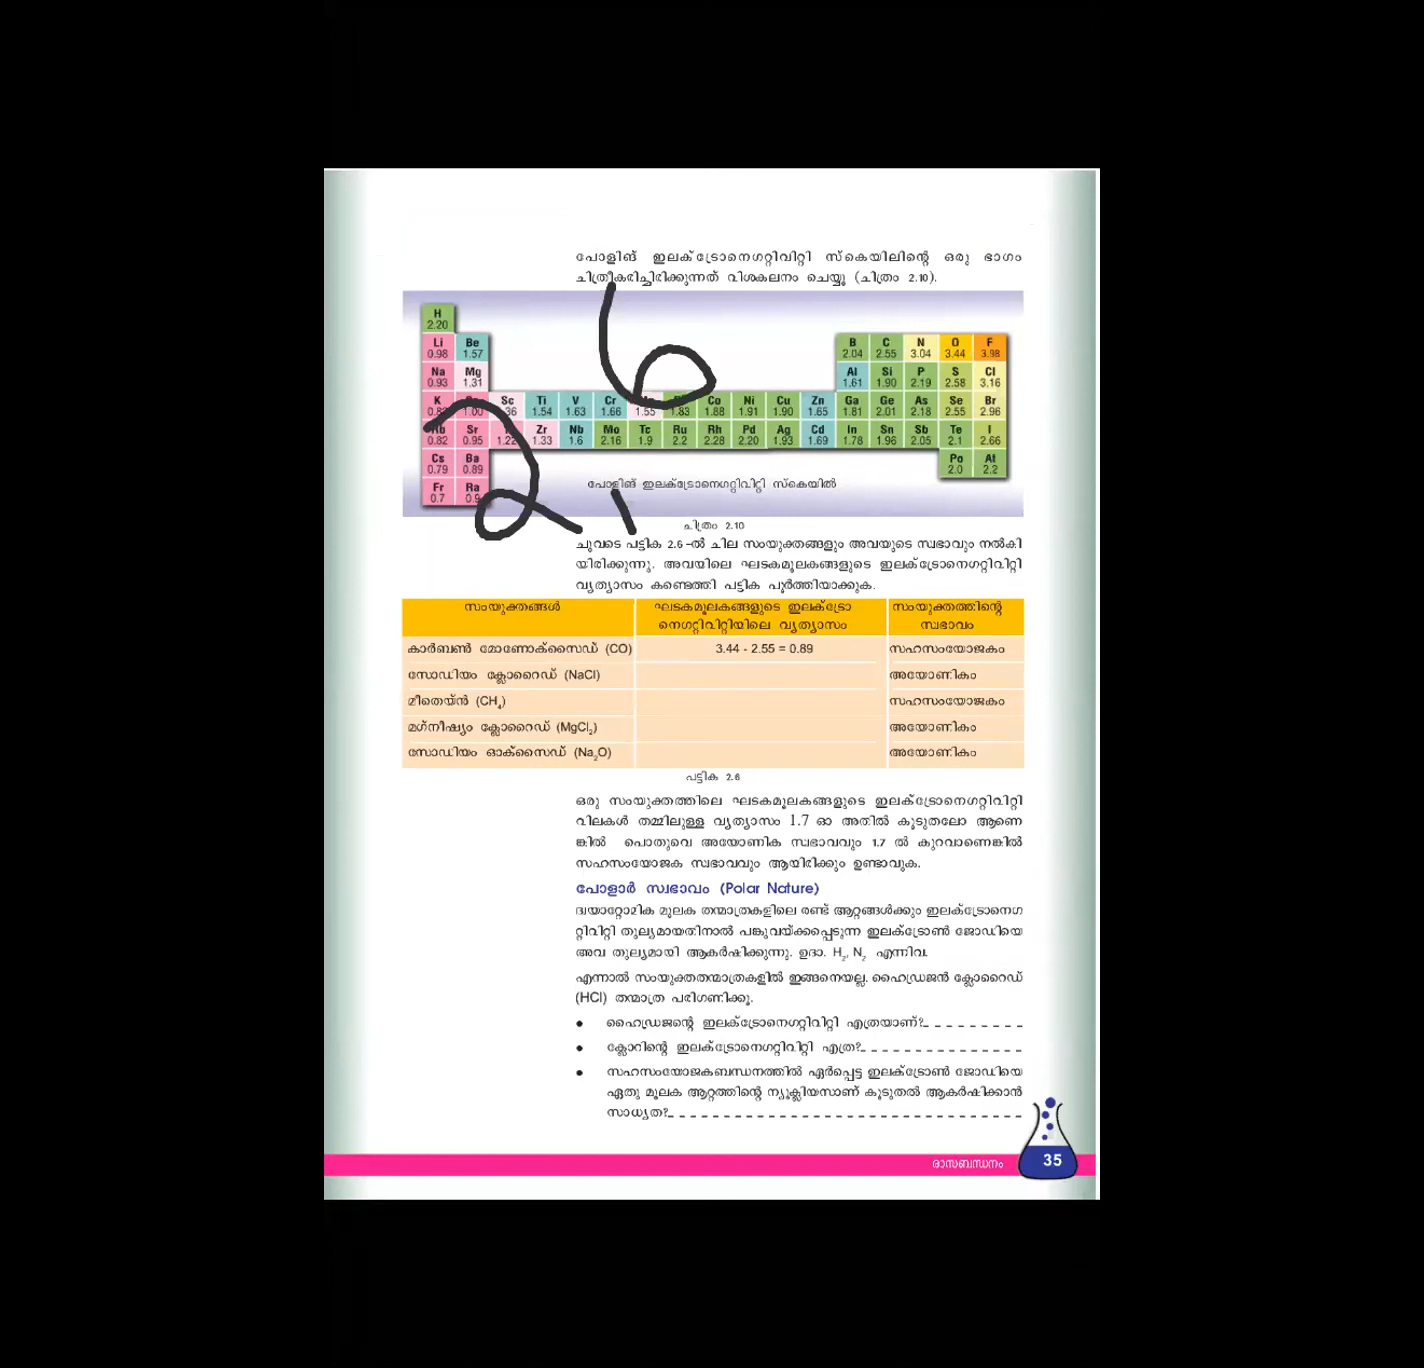 പോളിങ് ഇലക്ട്രോനെഗറ്റിവിറ്റി സ്കെയിലിന്റെ ഒരു ഭാഗം
ചിത്രീകരിച്ചിരിക്കുന്നത് വിശകലനം ചെയ്യൂ (ചിത്രം 2.10).
H
2.20
Li Be B C N O F
0.98 1.57 2.04 2.55 3.04 3.44 3.98
Na Mg Al Si P S Cl
0.93 1.31 1.61 1.90 2.19 2.58 3.16
K Sc Ti V Cr Co Ni Cu Zn Ga Ge As Se Br
1.00 1.54 1.63 1.66 1.55 1.83 1.88 1.91 1.90 1.65 1.81 2.01 2.18 2.55 2.96
Sr Zr Nb Mo Tc Ru Rh Pd Ag Cd In Sn Sb Te I
0.82 0.95 1.22 1.33 1.6 2.16 1.9 2.2 2.28 2.20 1.93 1.69 1.78 1.96 2.05 2.1 2.66
Cs Ba Po At
0.79 0.89 2.0 2.2
Fr Ra
0.7
6
2
1
പോളിങ് ഇലക്ട്രോനെഗറ്റിവിറ്റി സ്കെയിൽ
ചിത്രം 2.10
ചുവടെ പട്ടിക 2.6-ൽ ചില സംയുക്തങ്ങളും അവയുടെ സ്വഭാവും നൽകി
യിരിക്കുന്നു. അവയിലെ ഘടകമൂലകങ്ങളുടെ ഇലക്ട്രോനെഗറ്റിവിറ്റി
വ്യത്യാസം കണ്ടെത്തി പട്ടിക പൂർത്തിയാക്കുക.
സംയുക്തങ്ങൾ ഘടകമൂലകങ്ങളുടെ ഇലക്ട്രോ സംയുക്തത്തിന്റെ
നെഗറ്റിവിറ്റിയിലെ വ്യത്യാസം സ്വഭാവം
കാർബൺ മോണോക്സൈഡ് (CO) 3.44 - 2.55 = 0.89 സഹസംയോജകം
സോഡിയം ക്ലോറൈഡ് (NaCl) അയോണികം
മീതെയ്ൻ (CH₄) സഹസംയോജകം
മഗ്നീഷ്യം ക്ലോറൈഡ് (MgCl₂) അയോണികം
സോഡിയം ഓക്സൈഡ് (Na₂O) അയോണികം
പട്ടിക 2.6
ഒരു സംയുക്തത്തിലെ ഘടകമൂലകങ്ങളുടെ ഇലക്ട്രോനെഗറ്റിവിറ്റി
വിലകൾ തമ്മിലുള്ള വ്യത്യാസം 1.7 ഓ അതിൽ കൂടുതലോ ആണെ
ങ്കിൽ പൊതുവെ അയോണിക സ്വഭാവവും 1.7 ൽ കുറവാണെങ്കിൽ
സഹസംയോജക സ്വഭാവവും ആയിരിക്കും ഉണ്ടാവുക.
പോളാർ സ്വഭാവം (Polar Nature)
ദ്വയാറ്റോമിക മൂലക തന്മാത്രകളിലെ രണ്ട് ആറ്റങ്ങൾക്കും ഇലക്ട്രോനെഗ
റ്റിവിറ്റി തുല്യമായതിനാൽ പങ്കുവയ്ക്കപ്പെടുന്ന ഇലക്ട്രോൺ ജോഡിയെ
അവ തുല്യമായി ആകർഷിക്കുന്നു. ഉദാ. H₂, N₂ എന്നിവ.
എന്നാൽ സംയുക്തതന്മാത്രകളിൽ ഇങ്ങനെയല്ല. ഹൈഡ്രജൻ ക്ലോറൈഡ്
(HCl) തന്മാത്ര പരിഗണിക്കൂ.
• ഹൈഡ്രജന്റെ ഇലക്ട്രോനെഗറ്റിവിറ്റി എത്രയാണ്?_ _ _ _ _ _ _ _ _
• ക്ലോറിന്റെ ഇലക്ട്രോനെഗറ്റിവിറ്റി എത്ര?_ _ _ _ _ _ _ _ _ _ _ _ _
• സഹസംയോജകബന്ധനത്തിൽ ഏർപ്പെട്ട ഇലക്ട്രോൺ ജോഡിയെ
ഏതു മൂലക ആറ്റത്തിന്റെ ന്യൂക്ലിയസാണ് കൂടുതൽ ആകർഷിക്കാൻ
സാധ്യത?_ _ _ _ _ _ _ _ _ _ _ _ _ _ _ _ _ _ _ _ _ _ _ _ _ _ _ _
രാസബന്ധനം 35